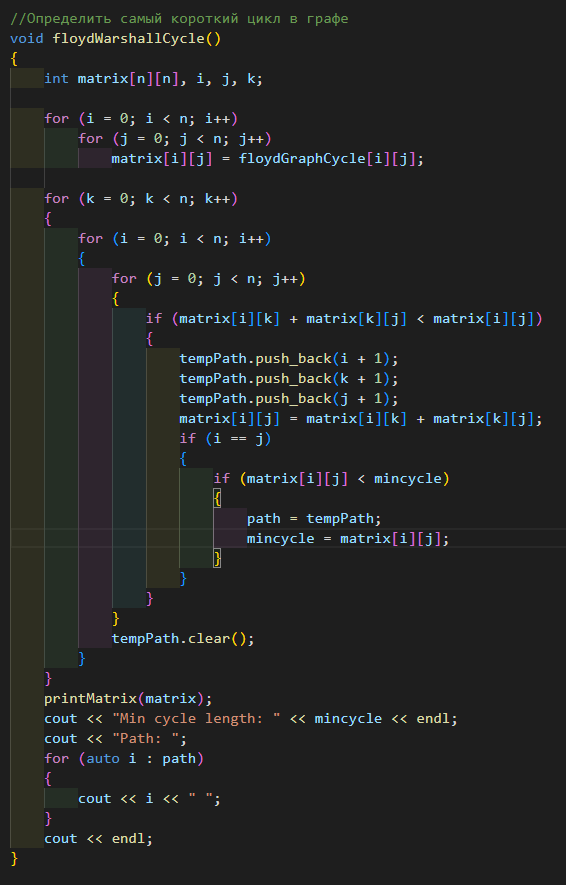 //Определить самый короткий цикл в графе
void floydWarshallCycle()
{
    int matrix[n][n], i, j, k;

    for (i = 0; i < n; i++)
        for (j = 0; j < n; j++)
            matrix[i][j] = floydGraphCycle[i][j];

    for (k = 0; k < n; k++)
    {
        for (i = 0; i < n; i++)
        {
            for (j = 0; j < n; j++)
            {
                if (matrix[i][k] + matrix[k][j] < matrix[i][j])
                {
                    tempPath.push_back(i + 1);
                    tempPath.push_back(k + 1);
                    tempPath.push_back(j + 1);
                    matrix[i][j] = matrix[i][k] + matrix[k][j];
                    if (i == j)
                    {
                        if (matrix[i][j] < mincycle)
                        {
                            path = tempPath;
                            mincycle = matrix[i][j];
                        }
                    }
                }
            }
            tempPath.clear();
        }
    }
    printMatrix(matrix);
    cout << "Min cycle length: " << mincycle << endl;
    cout << "Path: ";
    for (auto i : path)
    {
        cout << i << " ";
    }
    cout << endl;
}